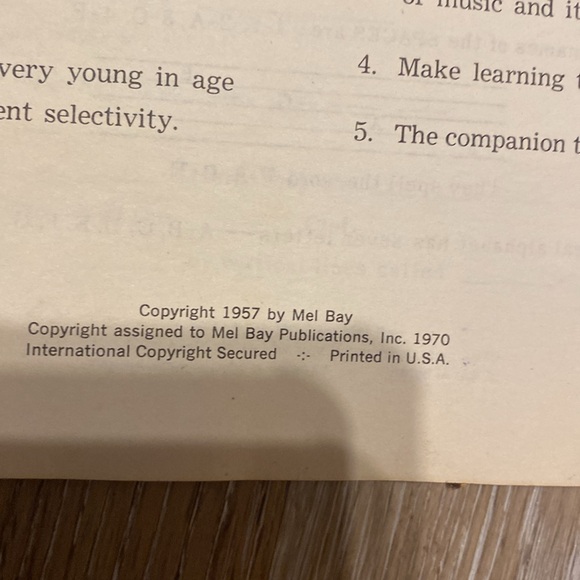 music and it
very young in age
ent selectivity.
4. Make learning
5. The companion t
Copyright 1957 by Mel Bay
Copyright assigned to Mel Bay Publications, Inc. 1970
International Copyright Secured -:- Printed in U.S.A.